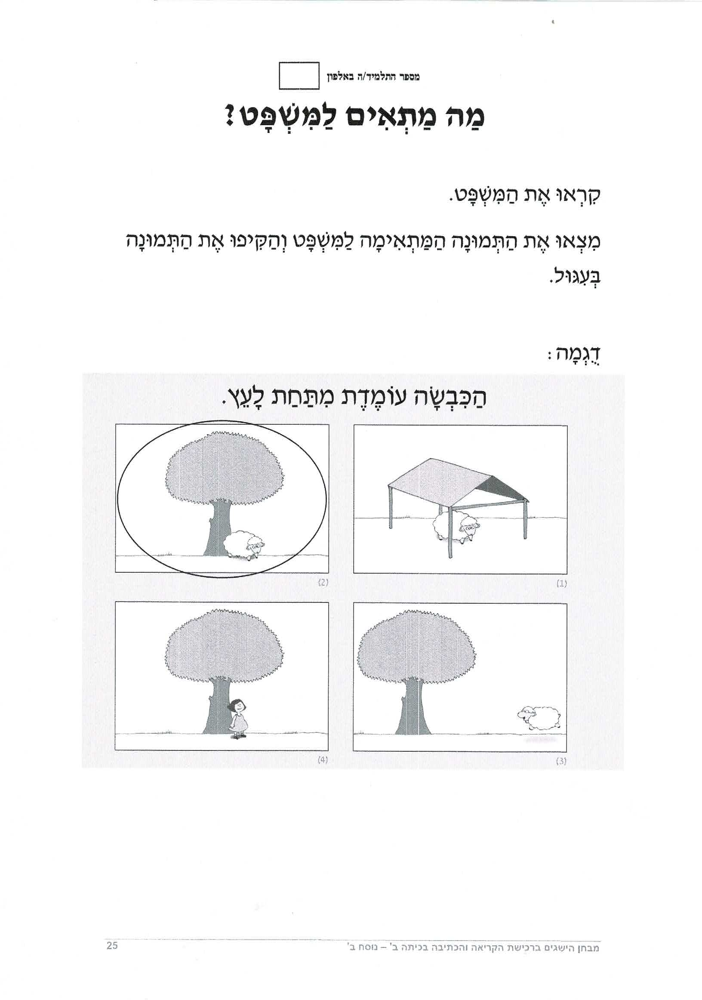 מספר התלמיד/ה באלפון
מַה מַתְאִים לַמִּשְׁפָּט?
קִרְאוּ אֶת הַמִּשְׁפָּט.
מִצְאוּ אֶת הַתְּמוּנָה הַמַּתְאִימָה לַמִּשְׁפָּט וְהַקִּיפוּ אֶת הַתְּמוּנָה
בְּעִגּוּל.
דֻּגְמָה:
הַכִּבְשָׂה עוֹמֶדֶת מִתַּחַת לָעֵץ.
(1)
(2)
(3)
(4)
מבחן הישגים ברכישת הקריאה והכתיבה בכיתה ב' – נוסח ב'
25